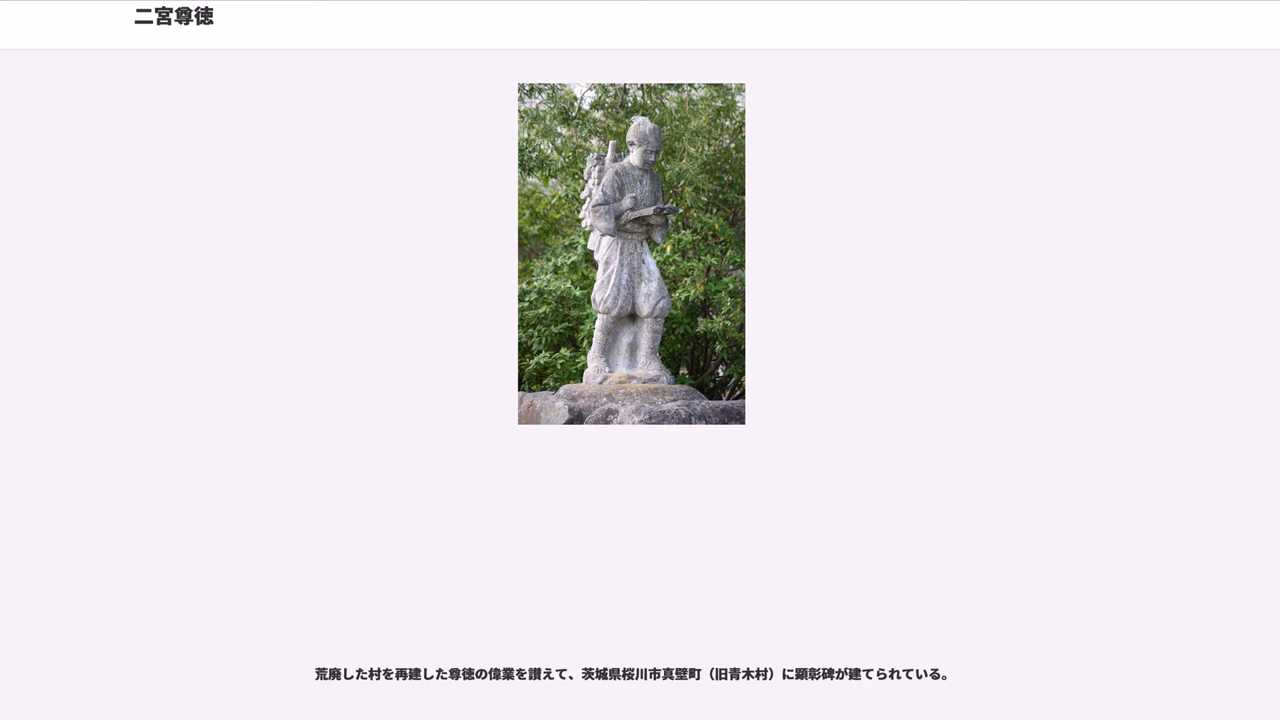 二宮尊徳
荒廃した村を再建した尊徳の偉業を讃えて、茨城県桜川市真壁町（旧青木村）に顕彰碑が建てられている。